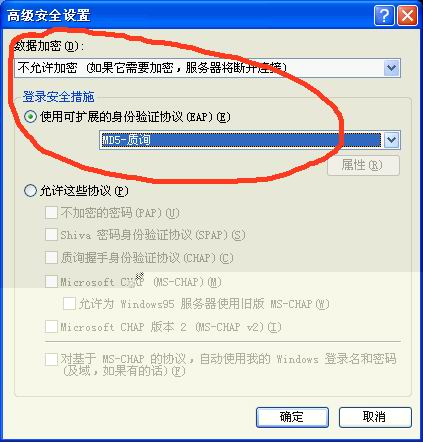 高级安全设置
数据加密(D):
不允许加密 (如果它需要加密，服务器将断开连接)
登录安全措施
使用可扩展的身份验证协议(EAP)(E)
MD5-质询
属性(R)
允许这些协议(P)
不加密的密码(PAP)(U)
Shiva 密码身份验证协议(SPAP)(S)
质询握手身份验证协议(CHAP)(C)
Microsoft CHAP (MS-CHAP)(M)
允许为 Windows95 服务器使用旧版 MS-CHAP(W)
Microsoft CHAP 版本 2 (MS-CHAP v2)(I)
对基于 MS-CHAP 的协议，自动使用我的 Windows 登录名和密码
(及域，如果有的话)(F)
确定
取消